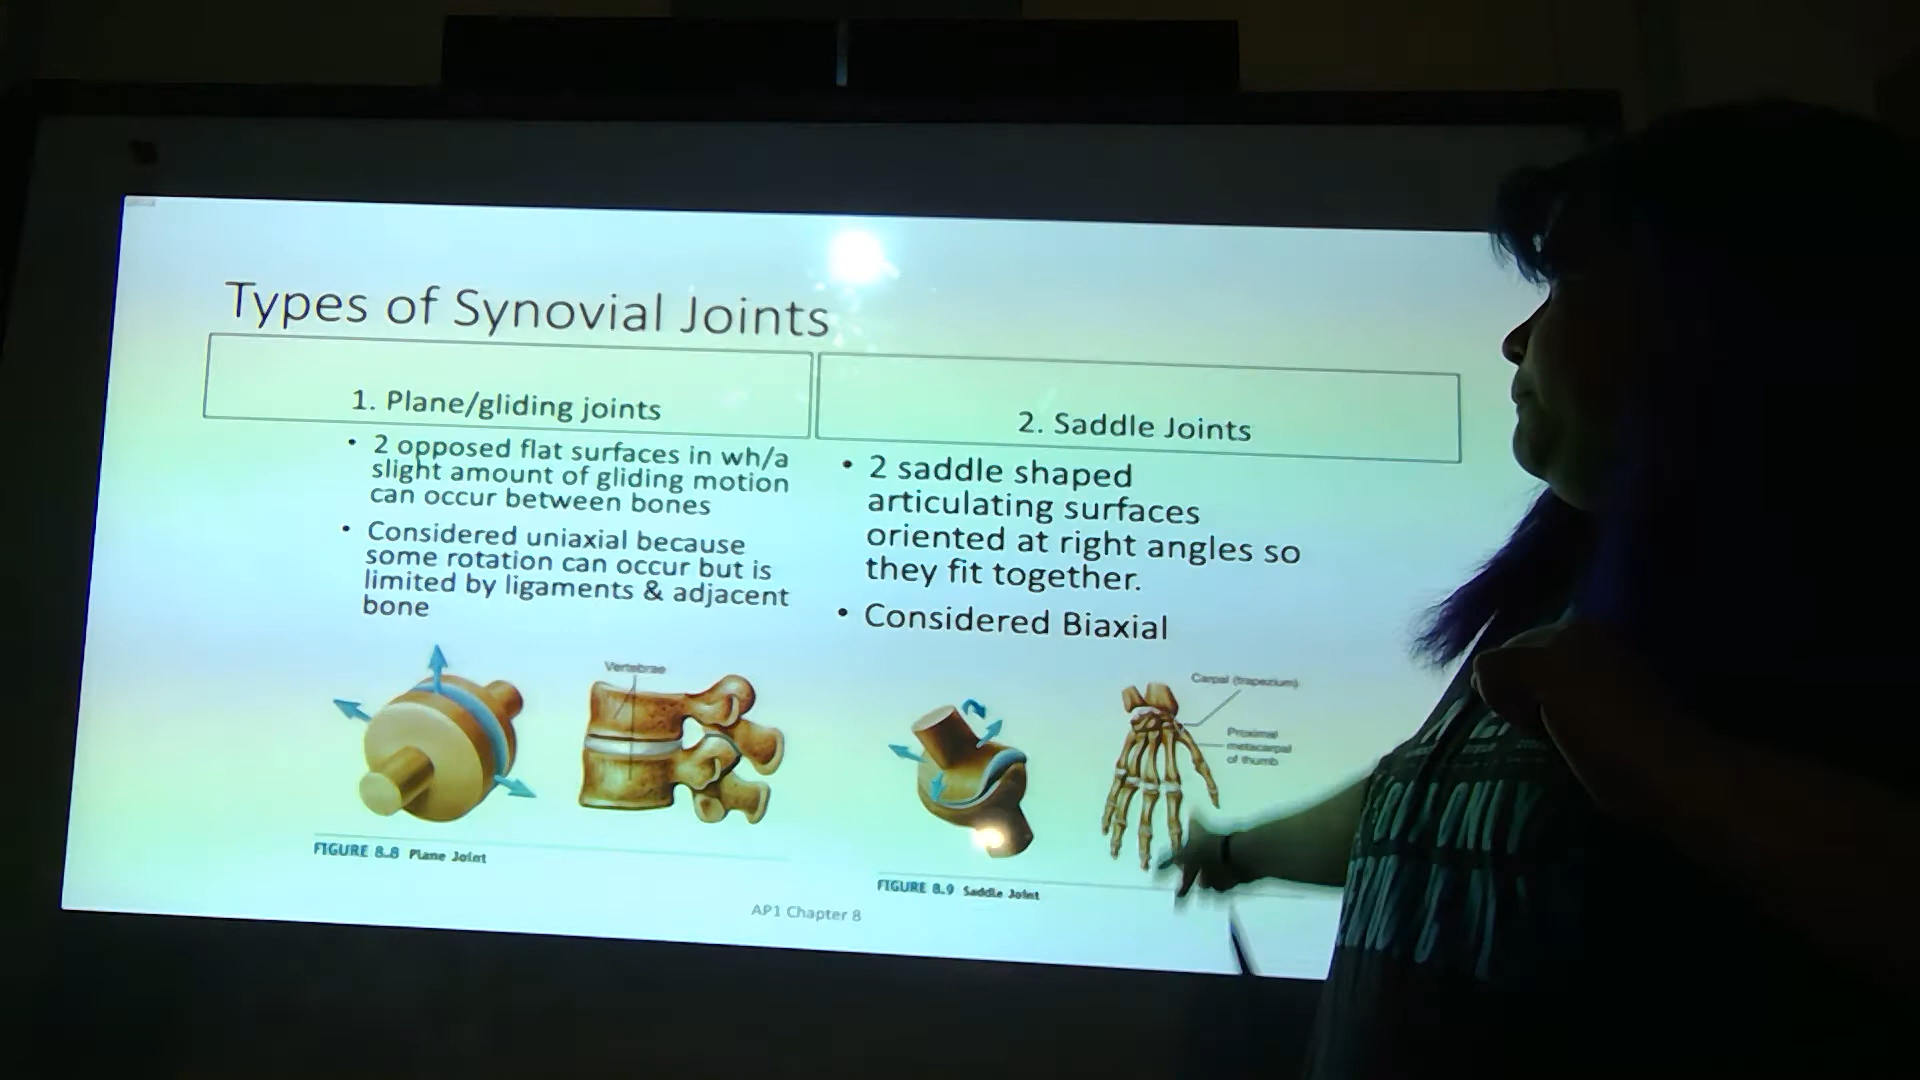 Types of Synovial Joints
1. Plane/gliding joints
• 2 opposed flat surfaces in wh/a
slight amount of gliding motion
can occur between bones
• Considered uniaxial because
some rotation can occur but is
limited by ligaments & adjacent
bone
2. Saddle Joints
• 2 saddle shaped
articulating surfaces
oriented at right angles so
they fit together.
• Considered Biaxial
Vertebrae
Carpal (trapezium)
Proximal
metacarpal
of thumb
FIGURE 8.8 Plane Joint
FIGURE 8.9 Saddle Joint
AP1 Chapter 8